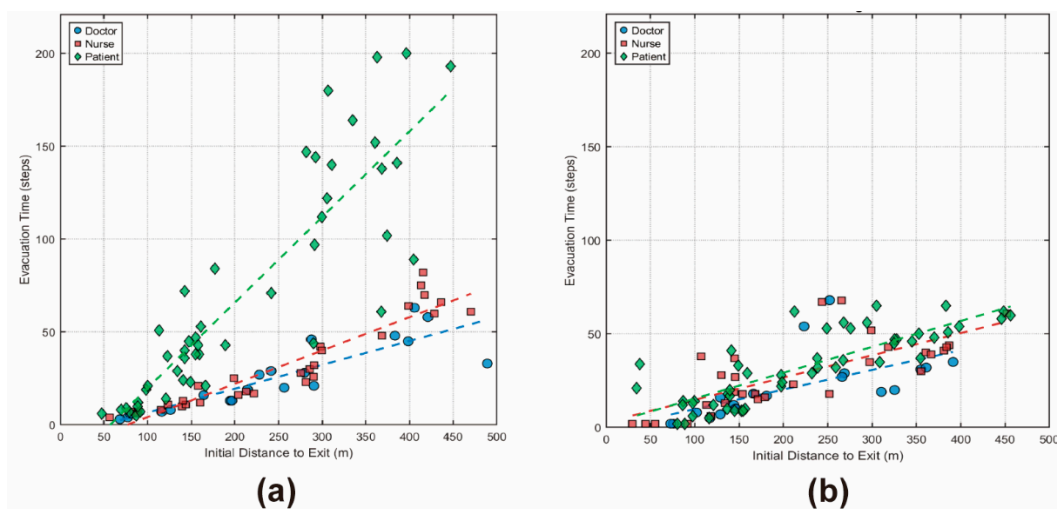 Doctor
Nurse
Patient
200
150
100
50
0
Evacuation Time (steps)
0 50 100 150 200 250 300 350 400 450 500
Initial Distance to Exit (m)
(a)
Doctor
Nurse
Patient
200
150
100
50
0
Evacuation Time (steps)
0 50 100 150 200 250 300 350 400 450 500
Initial Distance to Exit (m)
(b)